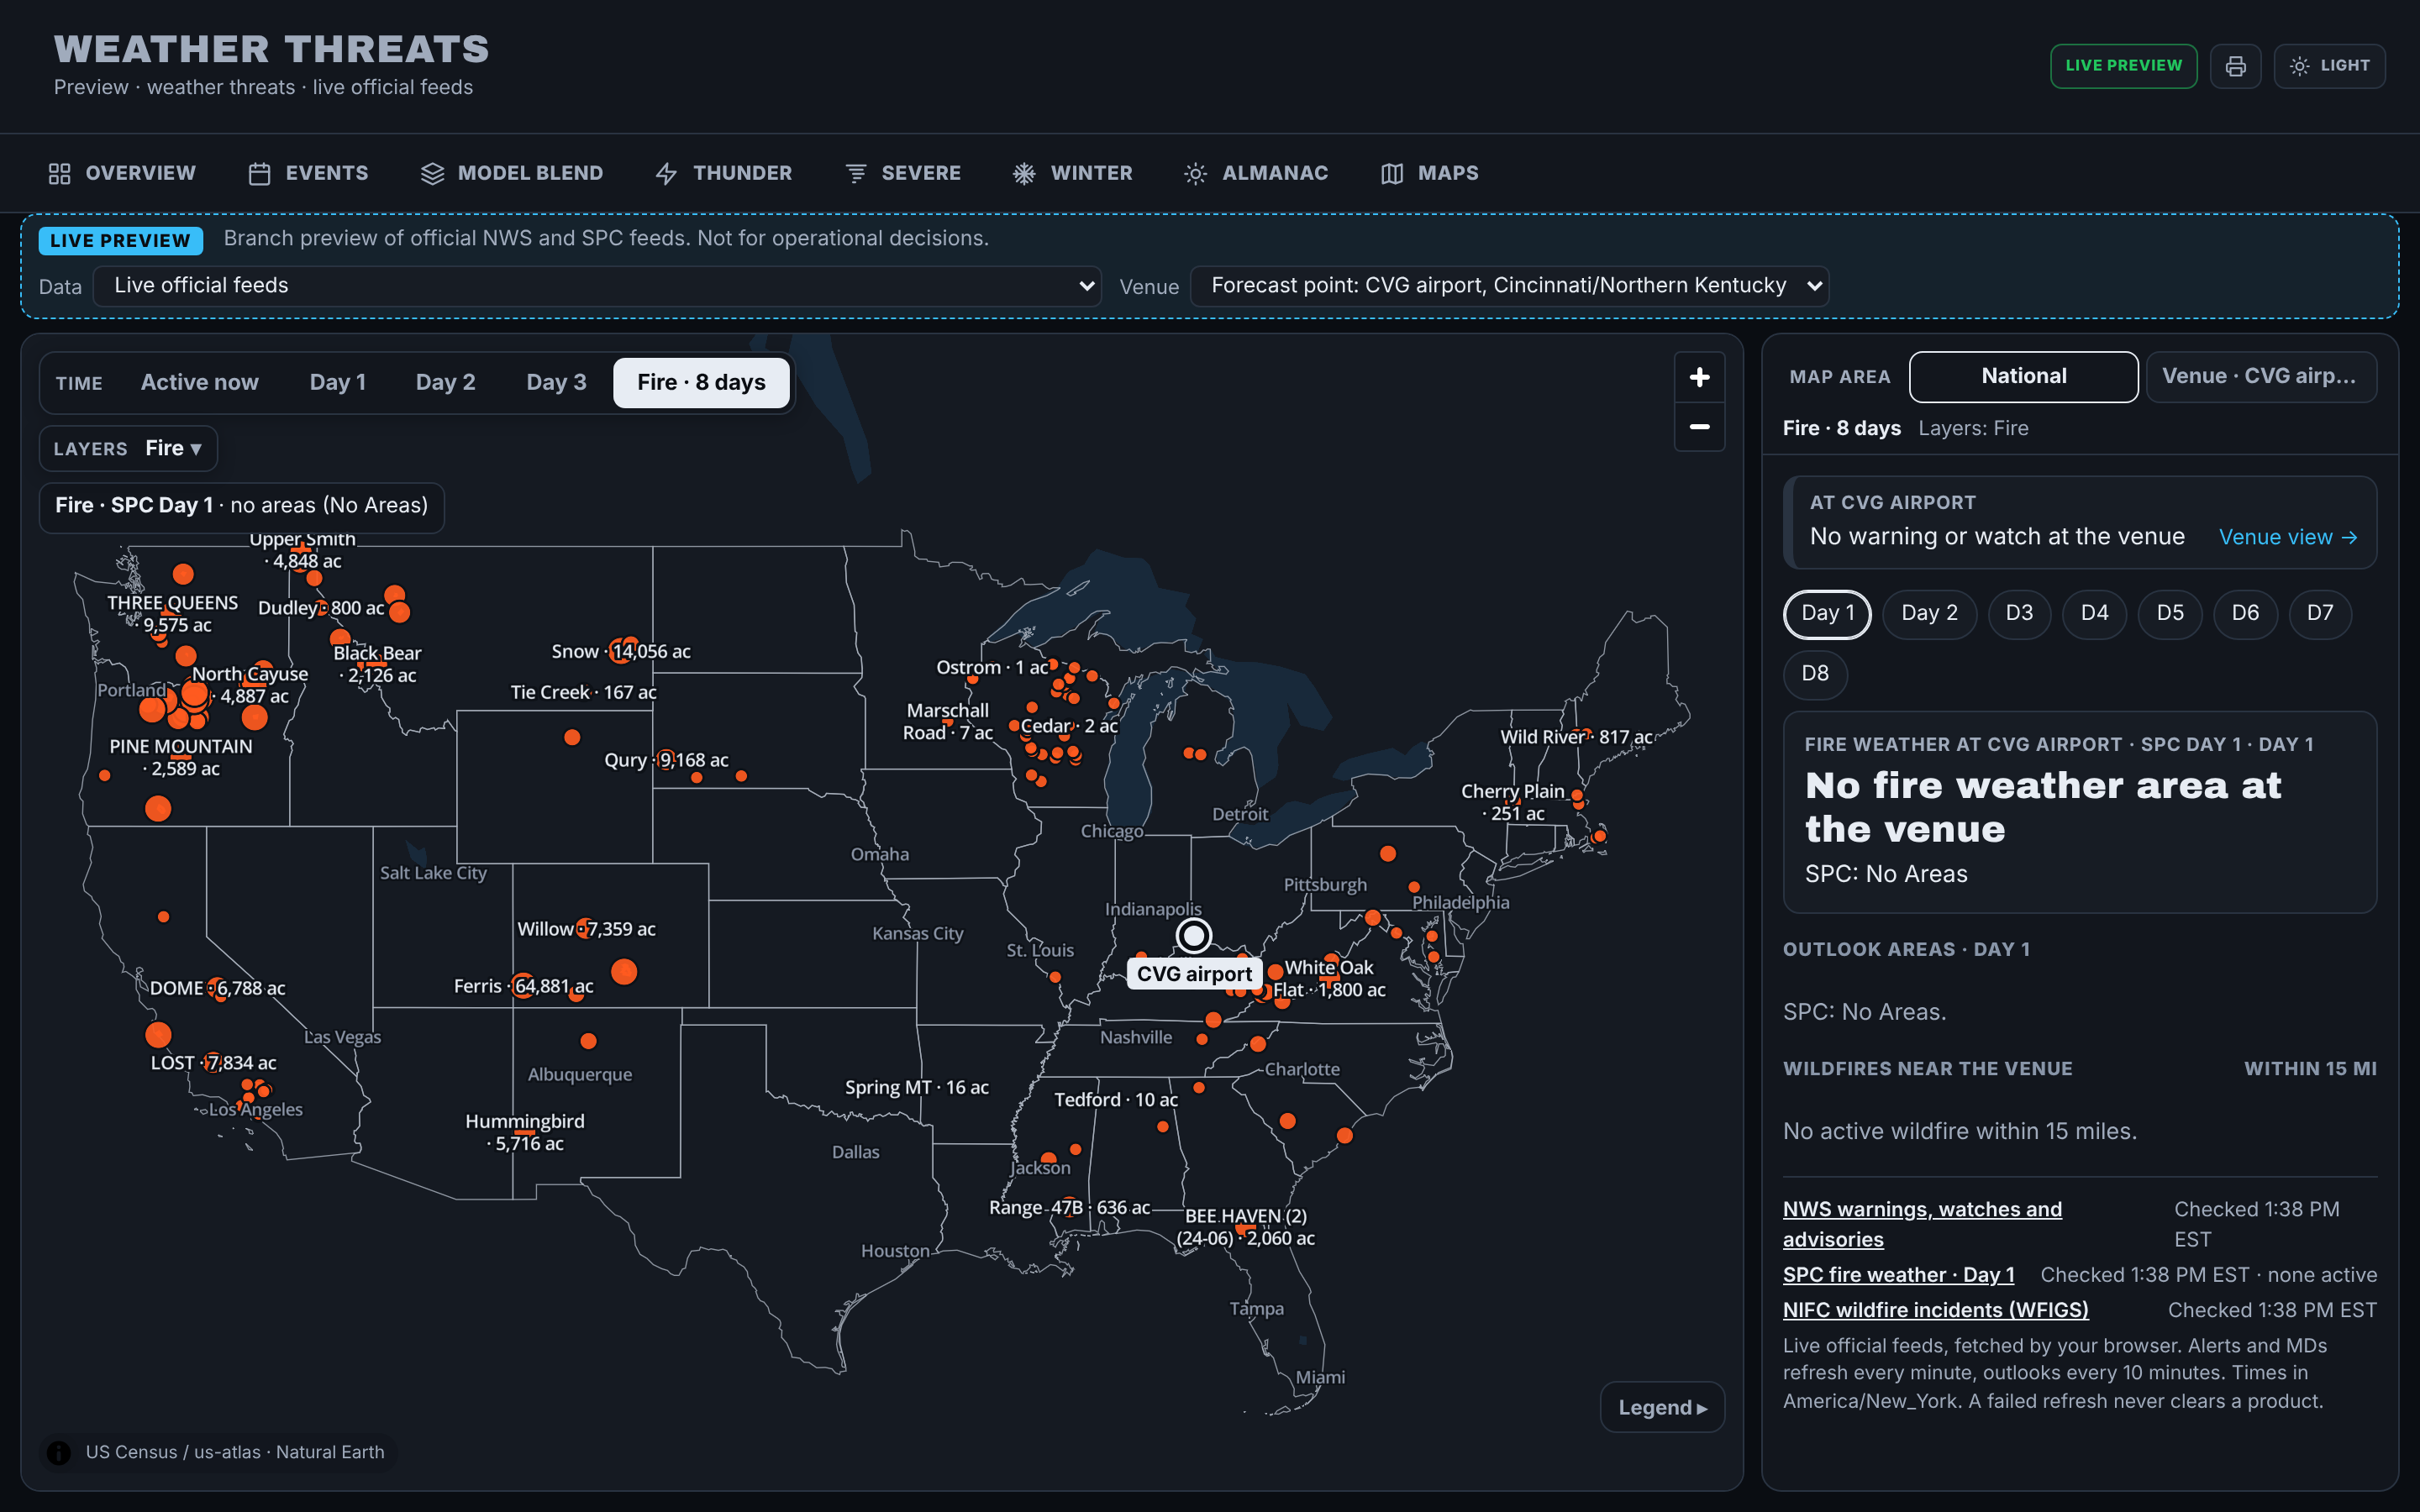 WEATHER THREATS
Preview · weather threats · live official feeds
LIVE PREVIEW
LIGHT
OVERVIEW
EVENTS
MODEL BLEND
THUNDER
SEVERE
WINTER
ALMANAC
MAPS
LIVE PREVIEW
Branch preview of official NWS and SPC feeds. Not for operational decisions.
Data
Live official feeds
Venue
Forecast point: CVG airport, Cincinnati/Northern Kentucky
TIME
Active now
Day 1
Day 2
Day 3
Fire · 8 days
LAYERS Fire ▾
Fire · SPC Day 1 · no areas (No Areas)
+
−
Upper Smith
· 4,848 ac
THREE QUEENS
· 9,575 ac
Dudley · 800 ac
Black Bear
· 2,126 ac
North Cayuse
· 4,887 ac
Portland
PINE MOUNTAIN
· 2,589 ac
Snow · 14,056 ac
Tie Creek · 167 ac
Qury · 9,168 ac
Ostrom · 1 ac
Marschall
Road · 7 ac
Cedar · 2 ac
Wild River · 817 ac
Cherry Plain
· 251 ac
Detroit
Chicago
Omaha
Salt Lake City
Pittsburgh
Philadelphia
Indianapolis
Willow · 7,359 ac
Kansas City
St. Louis
CVG airport
White Oak
Flat · 1,800 ac
Ferris · 64,881 ac
DOME · 6,788 ac
Las Vegas
Nashville
LOST · 7,834 ac
Albuquerque
Charlotte
Spring MT · 16 ac
Tedford · 10 ac
Los Angeles
Hummingbird
· 5,716 ac
Dallas
Jackson
Range 47B · 636 ac
BEE HAVEN (2)
(24-06) · 2,060 ac
Houston
Tampa
Miami
Legend ▸
US Census / us-atlas · Natural Earth
MAP AREA
National
Venue · CVG airp...
Fire · 8 days Layers: Fire
AT CVG AIRPORT
No warning or watch at the venue
Venue view →
Day 1
Day 2
D3
D4
D5
D6
D7
D8
FIRE WEATHER AT CVG AIRPORT · SPC DAY 1 · DAY 1
No fire weather area at
the venue
SPC: No Areas
OUTLOOK AREAS · DAY 1
SPC: No Areas.
WILDFIRES NEAR THE VENUE
WITHIN 15 MI
No active wildfire within 15 miles.
NWS warnings, watches and
advisories
Checked 1:38 PM
EST
SPC fire weather · Day 1
Checked 1:38 PM EST · none active
NIFC wildfire incidents (WFIGS)
Checked 1:38 PM EST
Live official feeds, fetched by your browser. Alerts and MDs
refresh every minute, outlooks every 10 minutes. Times in
America/New_York. A failed refresh never clears a product.